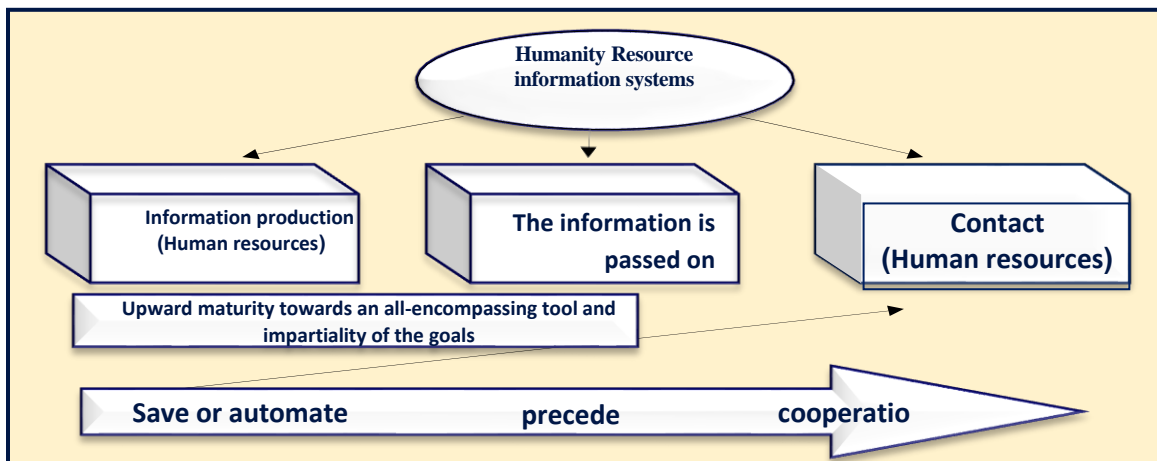 Humanity Resource
information systems
Information production
(Human resources)
The information is
passed on
Contact
(Human resources)
Upward maturity towards an all-encompassing tool and
impartiality of the goals
Save or automate precede cooperatio